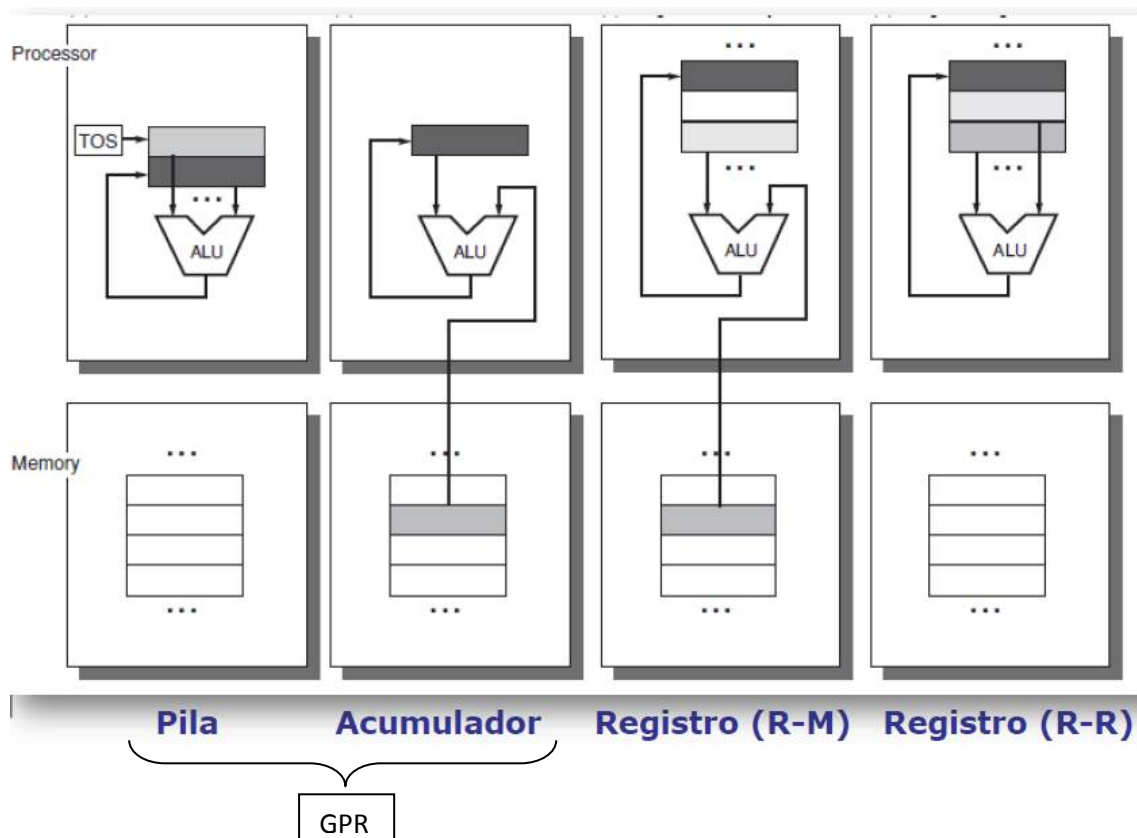 Processor
TOS
...
ALU
ALU
...
...
ALU
...
...
ALU
Memory
...
...
...
...
...
...
...
...
Pila
Acumulador
Registro (R-M)
Registro (R-R)
GPR